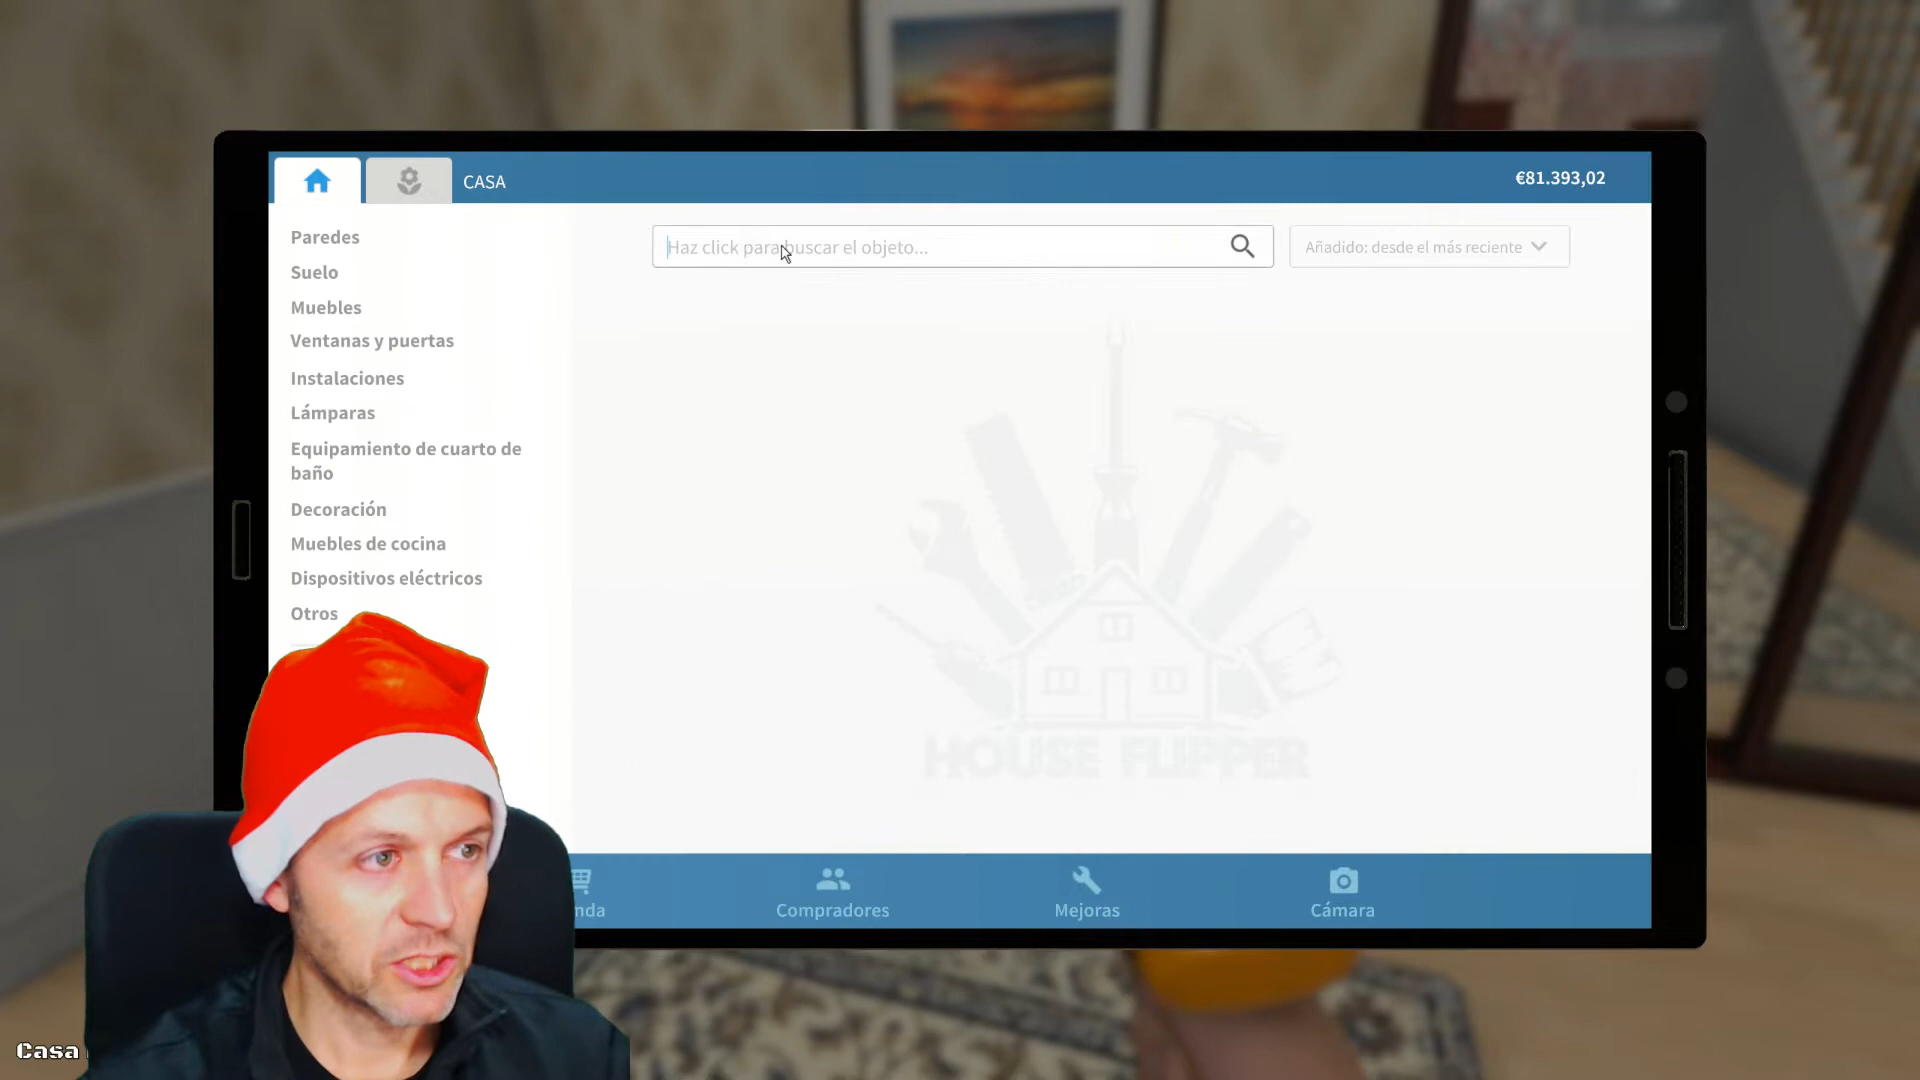 CASA
€81.393,02
Haz click para buscar el objeto...
Añadido: desde el más reciente
Paredes
Suelo
Muebles
Ventanas y puertas
Instalaciones
Lámparas
Equipamiento de cuarto de
baño
Decoración
Muebles de cocina
Dispositivos eléctricos
Otros
HOUSE FLIPPER
nda
Compradores
Mejoras
Cámara
Casa